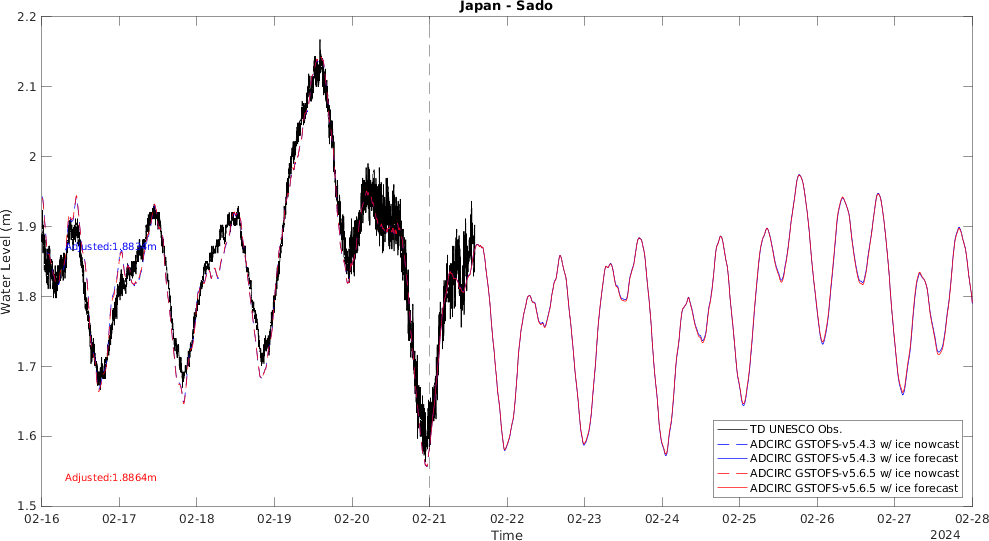 Japan - Sado
Water Level (m)
2.2
2.1
2
1.9
1.8
1.7
1.6
1.5
Adjusted:1.8864m
TD UNESCO Obs.
ADCIRC GSTOFS-v5.4.3 w/ ice nowcast
ADCIRC GSTOFS-v5.4.3 w/ ice forecast
ADCIRC GSTOFS-v5.6.5 w/ ice nowcast
ADCIRC GSTOFS-v5.6.5 w/ ice forecast
02-16 02-17 02-18 02-19 02-20 02-21 02-22 02-23 02-24 02-25 02-26 02-27 02-28
Time
2024